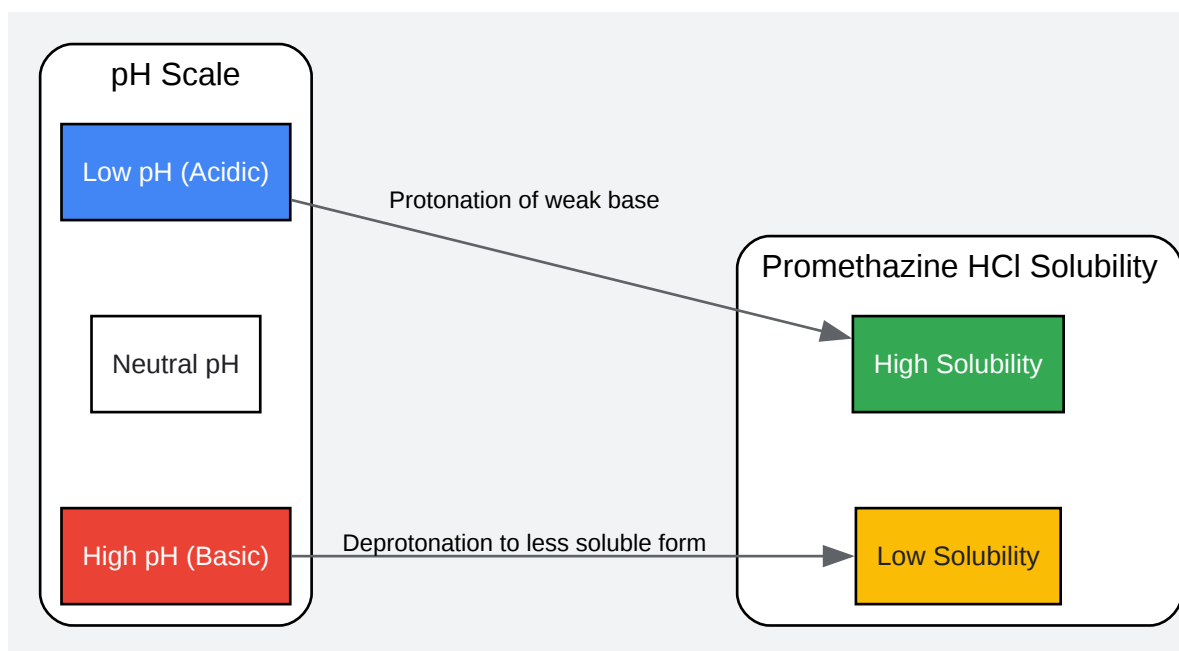 pH Scale
Low pH (Acidic)
Neutral pH
High pH (Basic)
Protonation of weak base
Deprotonation to less soluble form
Promethazine HCl Solubility
High Solubility
Low Solubility